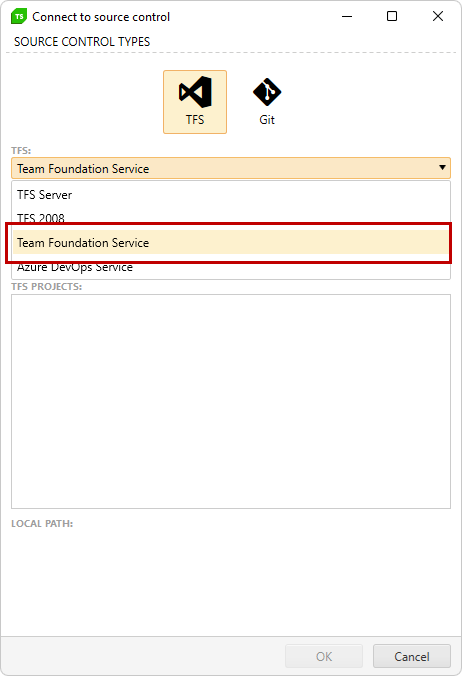 TS Connect to source control
SOURCE CONTROL TYPES
TFS Git
TFS:
Team Foundation Service
TFS Server
TFS 2008
Team Foundation Service
Azure DevOps Service
TFS PROJECTS:
LOCAL PATH:
OK Cancel